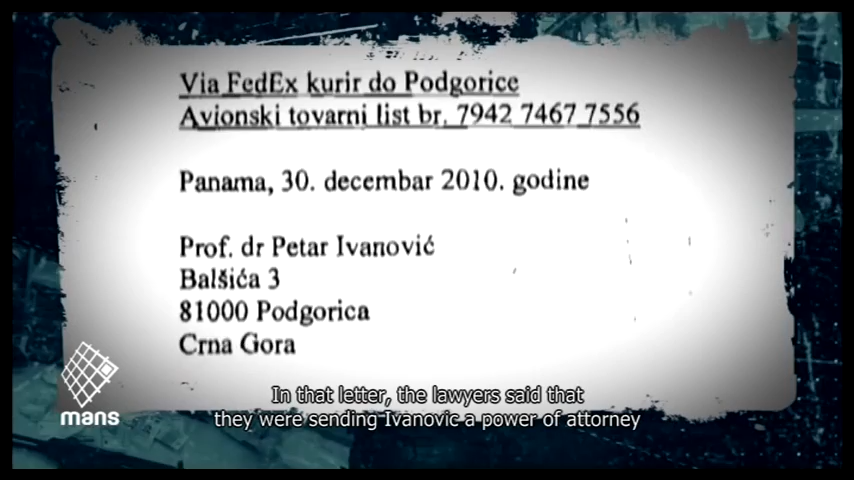 Via FedEx kurir do Podgorice
Avionski tovarni list br. 7942 7467 7556
Panama, 30. decembar 2010. godine
Prof. dr Petar Ivanović
Balšića 3
81000 Podgorica
Crna Gora
mans
In that letter, the lawyers said that
they were sending Ivanovic a power of attorney